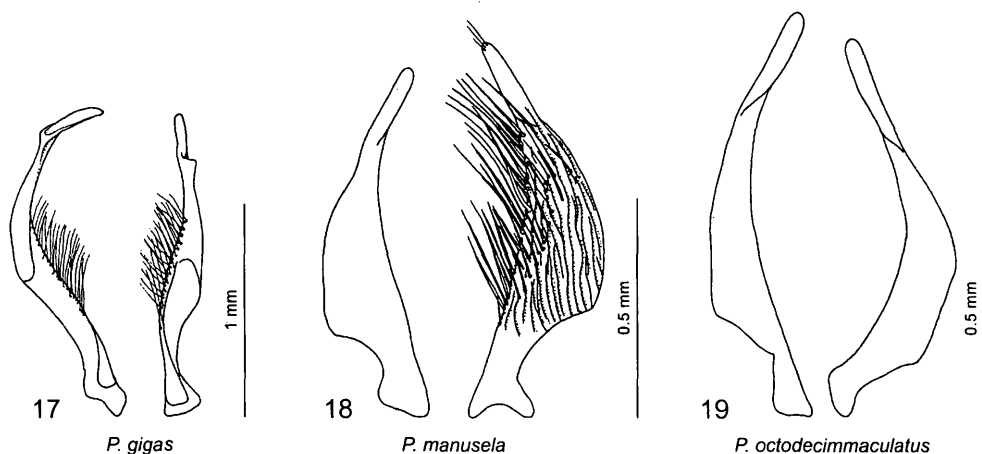 1 mm
0.5 mm
0.5 mm
17
18
19
P. gigas
P. manusela
P. octodecimmaculatus